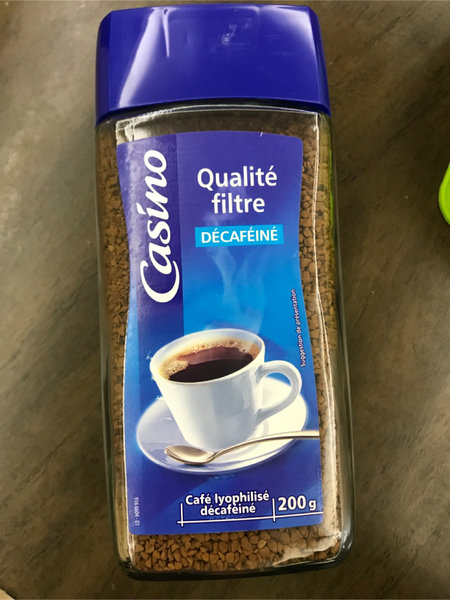 Casino
Qualité
filtre
DÉCAFÉINÉ
Suggestion de présentation
Café lyophilisé
décaféiné
200 g